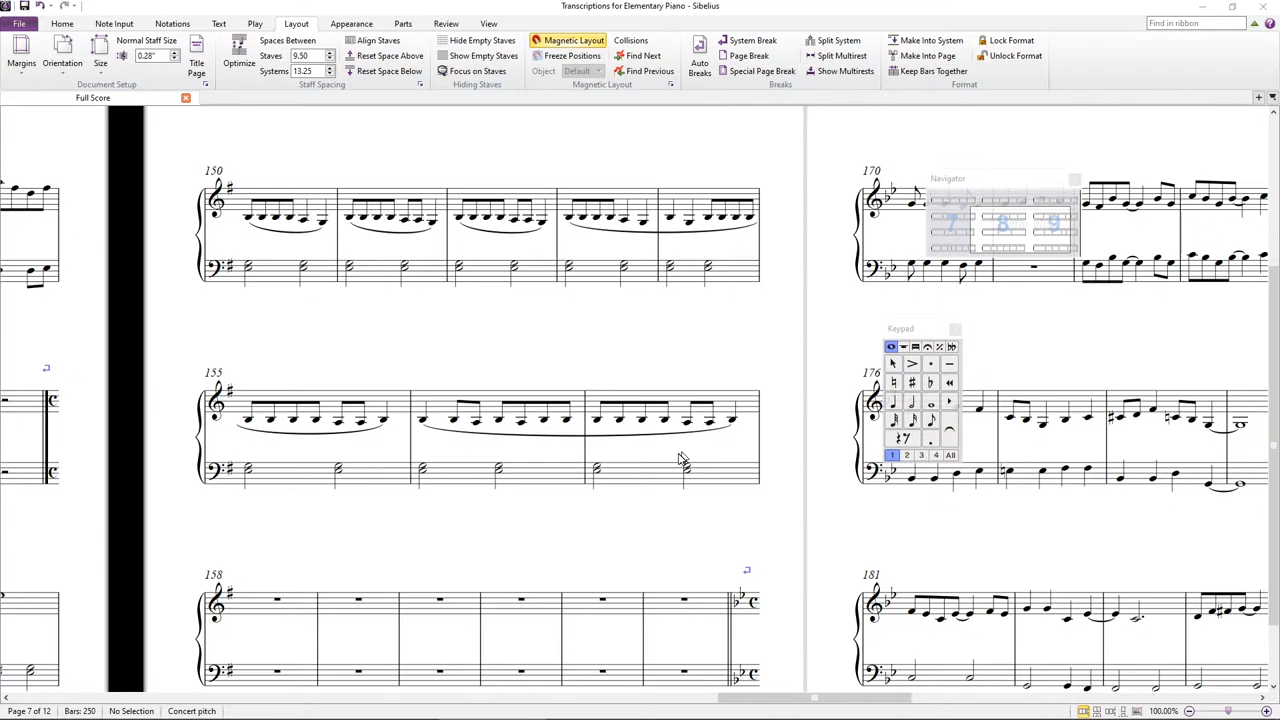 Transcriptions for Elementary Piano - Sibelius
File Home Note Input Notations Text Play Layout Appearance Parts Review View Find in ribbon
Margins Orientation Size Normal Staff Size 0.28" Title Page Optimize Spaces Between Staves 9.50 Systems 13.25 Align Staves Reset Space Above Reset Space Below Hide Empty Staves Show Empty Staves Focus on Staves Magnetic Layout Freeze Positions Object Default Collisions Find Next Find Previous Auto Breaks System Break Page Break Special Page Break Split System Split Multirest Show Multirests Make Into System Make Into Page Keep Bars Together Lock Format Unlock Format
Document Setup Staff Spacing Hiding Staves Magnetic Layout Breaks Format
Full Score
150 170
Navigator
7 8 9
Keypad
155 176
1 2 3 4 All
158 181
Page 7 of 12 Bars: 250 No Selection Concert pitch 100.00%